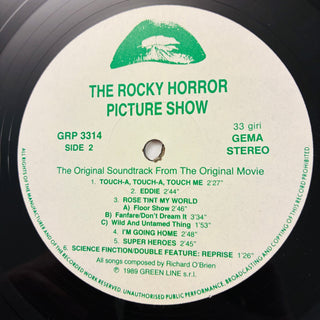 THE ROCKY HORROR
PICTURE SHOW
GRP 3314
SIDE 2
33 giri
GEMA
STEREO
The Original Soundtrack From The Original Movie
1. TOUCH-A, TOUCH-A, TOUCH ME 2'27"
2. EDDIE 2'44"
3. ROSE TINT MY WORLD
A) Floor Show 2'46"
B) Fanfare/Don't Dream It 3'34"
C) Wild And Untamed Thing 1'53"
4. I'M GOING HOME 2'48"
5. SUPER HEROES 2'45"
6. SCIENCE FINCTION/DOUBLE FEATURE: REPRISE 1'26"
All songs composed by Richard O'Brien
Ⓟ 1989 GREEN LINE s.r.l.
ALL RIGHTS OF THE MANUFACTURER AND OF THE OWNER OF THE RECORDED WORK RESERVED. UNAUTHORISED PUBLIC PERFORMANCE, BROADCASTING AND COPYING OF THIS RECORD PROHIBITED